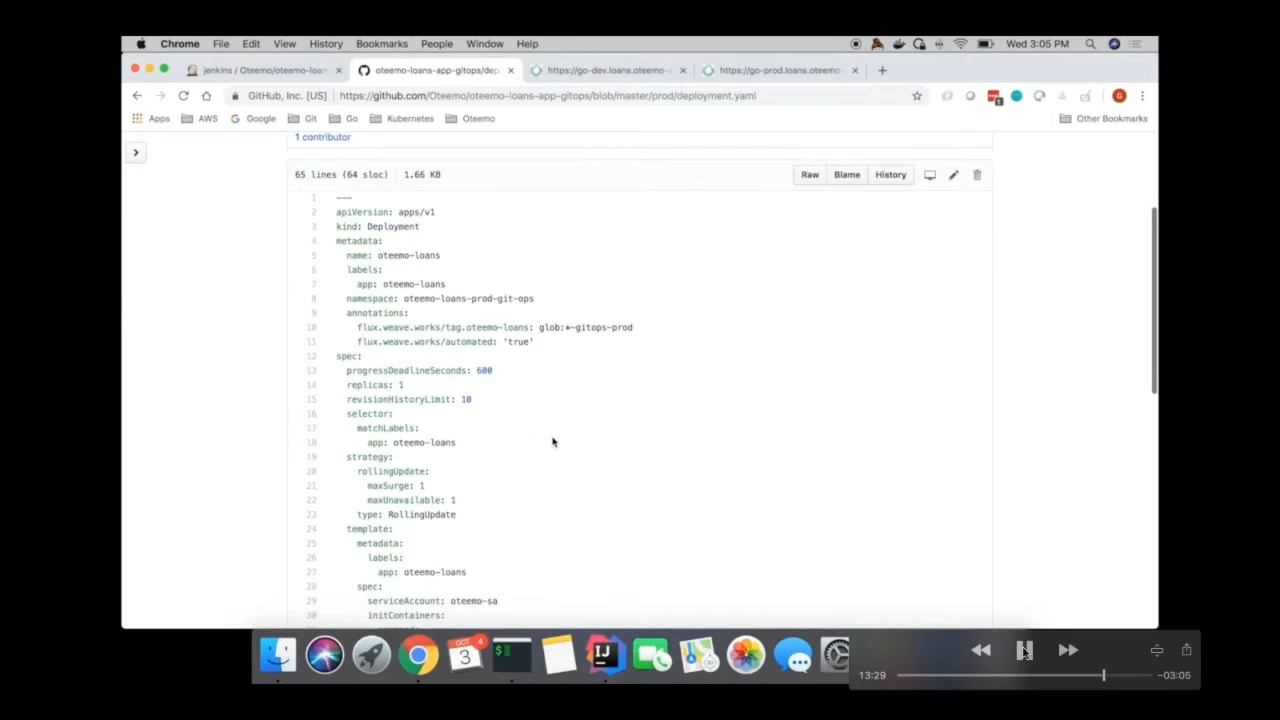 Chrome File Edit View History Bookmarks People Window Help Wed 3:05 PM
jenkins / Oteemo/oteemo-loan oteemo-loans-app-gitops/dep https://go-dev.loans.oteemo- https://go-prod.loans.oteemo-
GitHub, Inc. [US] https://github.com/Oteemo/oteemo-loans-app-gitops/blob/master/prod/deployment.yaml
Apps AWS Google Git Go Kubernetes Oteemo Other Bookmarks
1 contributor
65 lines (64 sloc) 1.66 KB Raw Blame History
1 ---
2 apiVersion: apps/v1
3 kind: Deployment
4 metadata:
5 name: oteemo-loans
6 labels:
7 app: oteemo-loans
8 namespace: oteemo-loans-prod-git-ops
9 annotations:
10 flux.weave.works/tag.oteemo-loans: glob:*-gitops-prod
11 flux.weave.works/automated: 'true'
12 spec:
13 progressDeadlineSeconds: 600
14 replicas: 1
15 revisionHistoryLimit: 10
16 selector:
17 matchLabels:
18 app: oteemo-loans
19 strategy:
20 rollingUpdate:
21 maxSurge: 1
22 maxUnavailable: 1
23 type: RollingUpdate
24 template:
25 metadata:
26 labels:
27 app: oteemo-loans
28 spec:
29 serviceAccount: oteemo-sa
30 initContainers:
OCT 4
3
$
IJ
13:29 -03:05